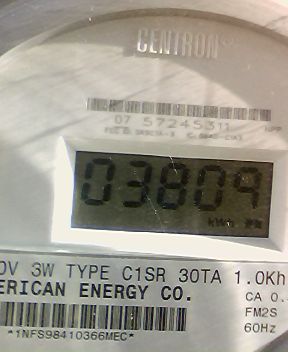 CENTRON
07 57245311
03809
kWh
0V 3W TYPE C1SR 30TA 1.0Kh
ERICAN ENERGY CO.
CA 0.
FM2S
60Hz
*1NFS98410366MEC*